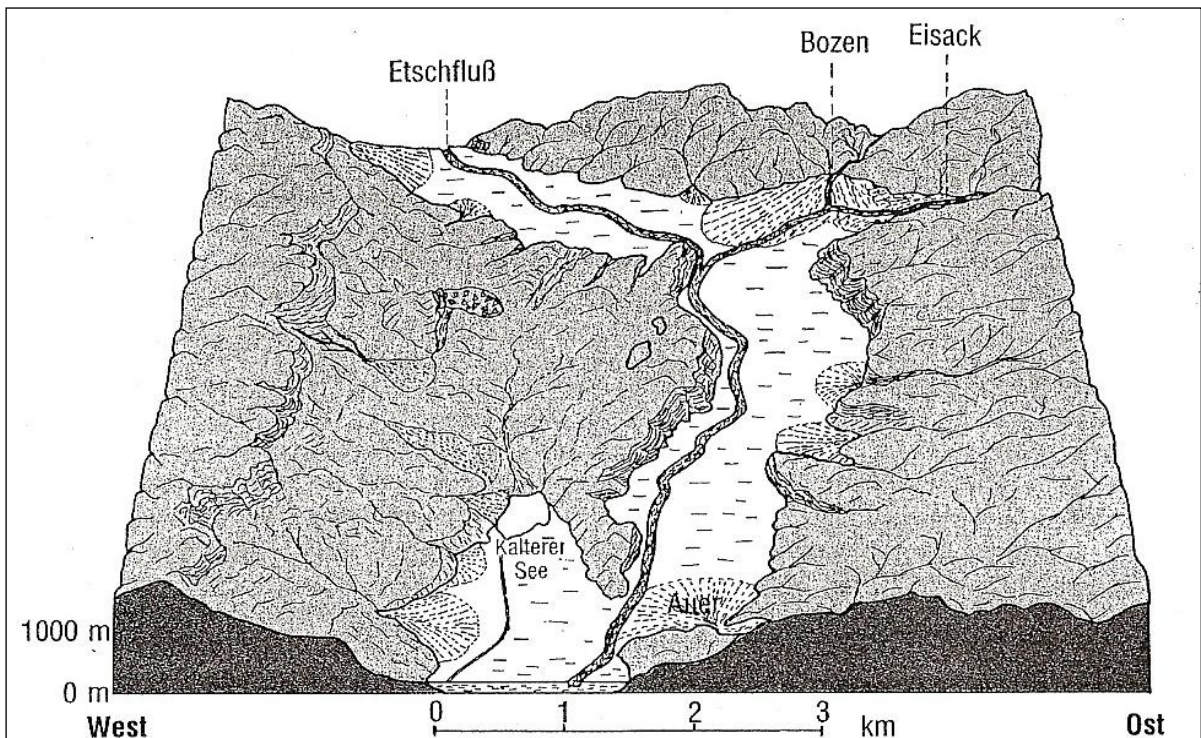 Etschfluß
Bozen
Eisack
Kalterer
See
Auer
1000 m
0 m
West
0 1 2 3 km
Ost